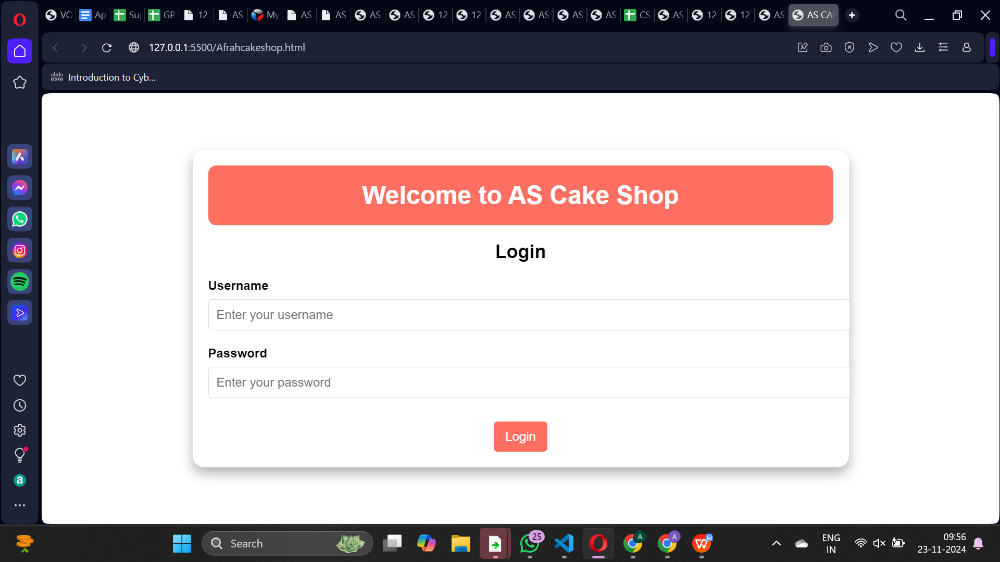 VO
Ap
Su
GP
12
AS
My
AS
AS
AS
AS
12
12
AS
AS
AS
AS
CS
AS
12
12
AS
AS CA
127.0.0.1:5500/Afrahcakeshop.html
Introduction to Cyb...
Welcome to AS Cake Shop
Login
Username
Enter your username
Password
Enter your password
Login
Search
25
A
A
ENG
IN
09:56
23-11-2024